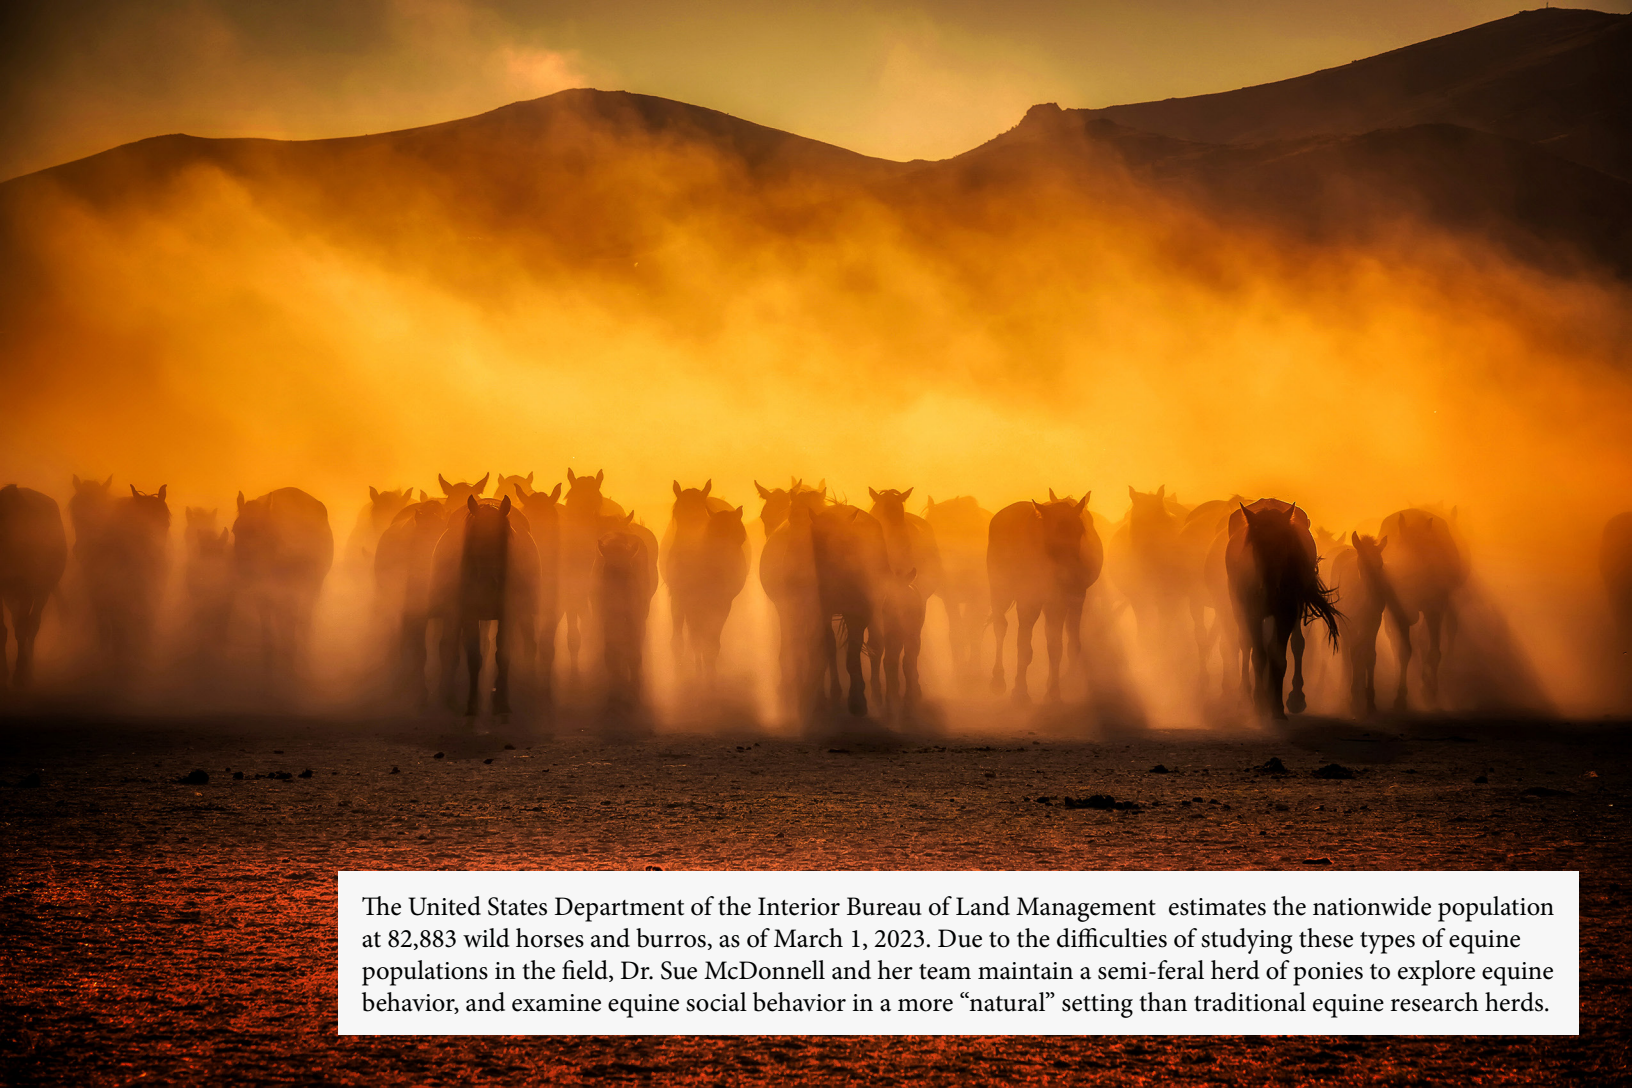 The United States Department of the Interior Bureau of Land Management  estimates the nationwide population
at 82,883 wild horses and burros, as of March 1, 2023. Due to the difficulties of studying these types of equine
populations in the field, Dr. Sue McDonnell and her team maintain a semi-feral herd of ponies to explore equine
behavior, and examine equine social behavior in a more “natural” setting than traditional equine research herds.